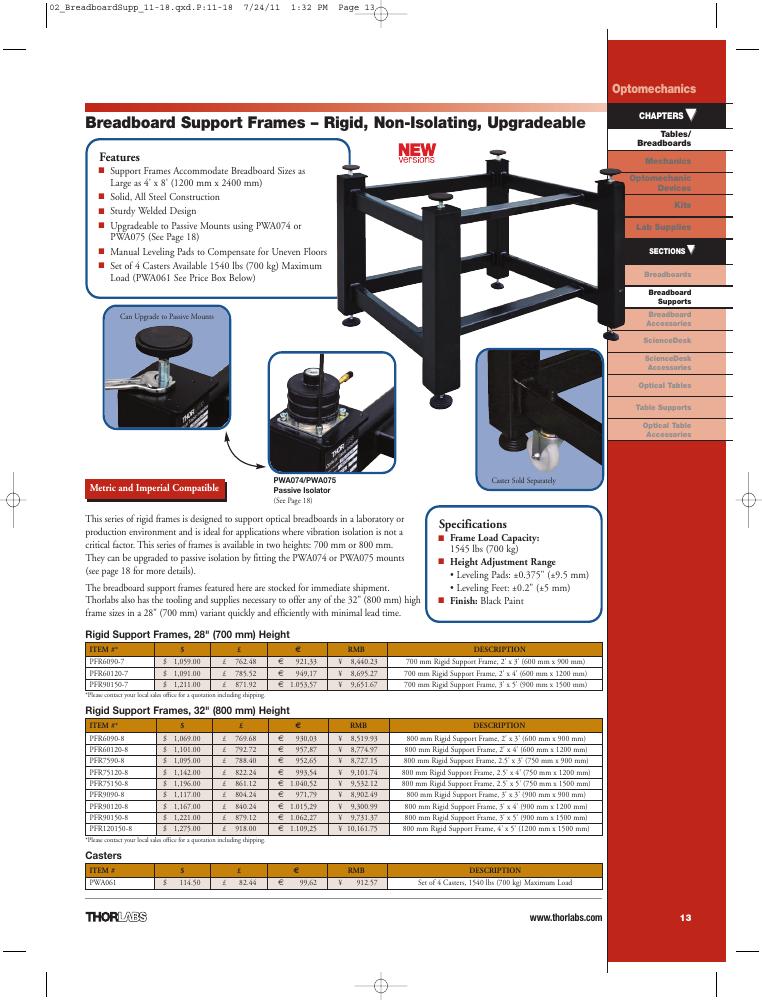 02_BreadboardSupp_11-18.qxd.P:11-18 7/24/11 1:32 PM Page 13
Optomechanics
CHAPTERS
Tables/
Breadboards
Mechanics
Optomechanic
Devices
Kits
Lab Supplies
SECTIONS
Breadboards
Breadboard
Supports
Breadboard
Accessories
ScienceDesk
ScienceDesk
Accessories
Optical Tables
Table Supports
Optical Table
Accessories
Breadboard Support Frames – Rigid, Non-Isolating, Upgradeable
NEW
versions
Features
Support Frames Accommodate Breadboard Sizes as
Large as 4' x 8' (1200 mm x 2400 mm)
Solid, All Steel Construction
Sturdy Welded Design
Upgradeable to Passive Mounts using PWA074 or
PWA075 (See Page 18)
Manual Leveling Pads to Compensate for Uneven Floors
Set of 4 Casters Available 1540 lbs (700 kg) Maximum
Load (PWA061 See Price Box Below)
Can Upgrade to Passive Mounts
THOR
PWA074/PWA075
Passive Isolator
(See Page 18)
Caster Sold Separately
Metric and Imperial Compatible
This series of rigid frames is designed to support optical breadboards in a laboratory or
production environment and is ideal for applications where vibration isolation is not a
critical factor. This series of frames is available in two heights: 700 mm or 800 mm.
They can be upgraded to passive isolation by fitting the PWA074 or PWA075 mounts
(see page 18 for more details).
The breadboard support frames featured here are stocked for immediate shipment.
Thorlabs also has the tooling and supplies necessary to offer any of the 32" (800 mm) high
frame sizes in a 28" (700 mm) variant quickly and efficiently with minimal lead time.
Specifications
Frame Load Capacity:
1545 lbs (700 kg)
Height Adjustment Range
• Leveling Pads: ±0.375" (±9.5 mm)
• Leveling Feet: ±0.2" (±5 mm)
Finish: Black Paint
Rigid Support Frames, 28" (700 mm) Height
ITEM #* $ £ € RMB DESCRIPTION
PFR6090-7 $ 1,059.00 £ 762.48 € 921,33 ¥ 8,440.23 700 mm Rigid Support Frame, 2' x 3' (600 mm x 900 mm)
PFR60120-7 $ 1,091.00 £ 785.52 € 949,17 ¥ 8,695.27 700 mm Rigid Support Frame, 2' x 4' (600 mm x 1200 mm)
PFR90150-7 $ 1,211.00 £ 871.92 € 1.053,57 ¥ 9,651.67 700 mm Rigid Support Frame, 3' x 5' (900 mm x 1500 mm)
*Please contact your local sales office for a quotation including shipping.
Rigid Support Frames, 32" (800 mm) Height
ITEM #* $ £ € RMB DESCRIPTION
PFR6090-8 $ 1,069.00 £ 769.68 € 930,03 ¥ 8,519.93 800 mm Rigid Support Frame, 2' x 3' (600 mm x 900 mm)
PFR60120-8 $ 1,101.00 £ 792.72 € 957,87 ¥ 8,774.97 800 mm Rigid Support Frame, 2' x 4' (600 mm x 1200 mm)
PFR7590-8 $ 1,095.00 £ 788.40 € 952,65 ¥ 8,727.15 800 mm Rigid Support Frame, 2.5' x 3' (750 mm x 900 mm)
PFR75120-8 $ 1,142.00 £ 822.24 € 993,54 ¥ 9,101.74 800 mm Rigid Support Frame, 2.5' x 4' (750 mm x 1200 mm)
PFR75150-8 $ 1,196.00 £ 861.12 € 1.040,52 ¥ 9,532.12 800 mm Rigid Support Frame, 2.5' x 5' (750 mm x 1500 mm)
PFR9090-8 $ 1,117.00 £ 804.24 € 971,79 ¥ 8,902.49 800 mm Rigid Support Frame, 3' x 3' (900 mm x 900 mm)
PFR90120-8 $ 1,167.00 £ 840.24 € 1.015,29 ¥ 9,300.99 800 mm Rigid Support Frame, 3' x 4' (900 mm x 1200 mm)
PFR90150-8 $ 1,221.00 £ 879.12 € 1.062,27 ¥ 9,731.37 800 mm Rigid Support Frame, 3' x 5' (900 mm x 1500 mm)
PFR120150-8 $ 1,275.00 £ 918.00 € 1.109,25 ¥ 10,161.75 800 mm Rigid Support Frame, 4' x 5' (1200 mm x 1500 mm)
*Please contact your local sales office for a quotation including shipping.
Casters
ITEM # $ £ € RMB DESCRIPTION
PWA061 $ 114.50 £ 82.44 € 99,62 ¥ 912.57 Set of 4 Casters, 1540 lbs (700 kg) Maximum Load
THORLABS
www.thorlabs.com
13